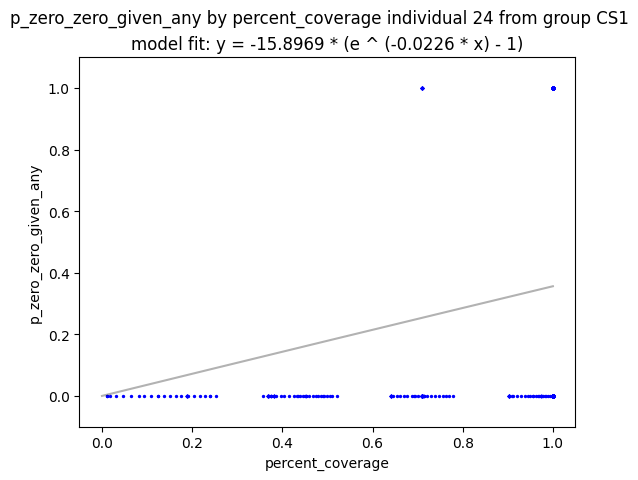 p_zero_zero_given_any by percent_coverage individual 24 from group CS1
model fit: y = -15.8969 * (e ^ (-0.0226 * x) - 1)
1.0
0.8
0.6
0.4
0.2
0.0
p_zero_zero_given_any
0.0 0.2 0.4 0.6 0.8 1.0
percent_coverage